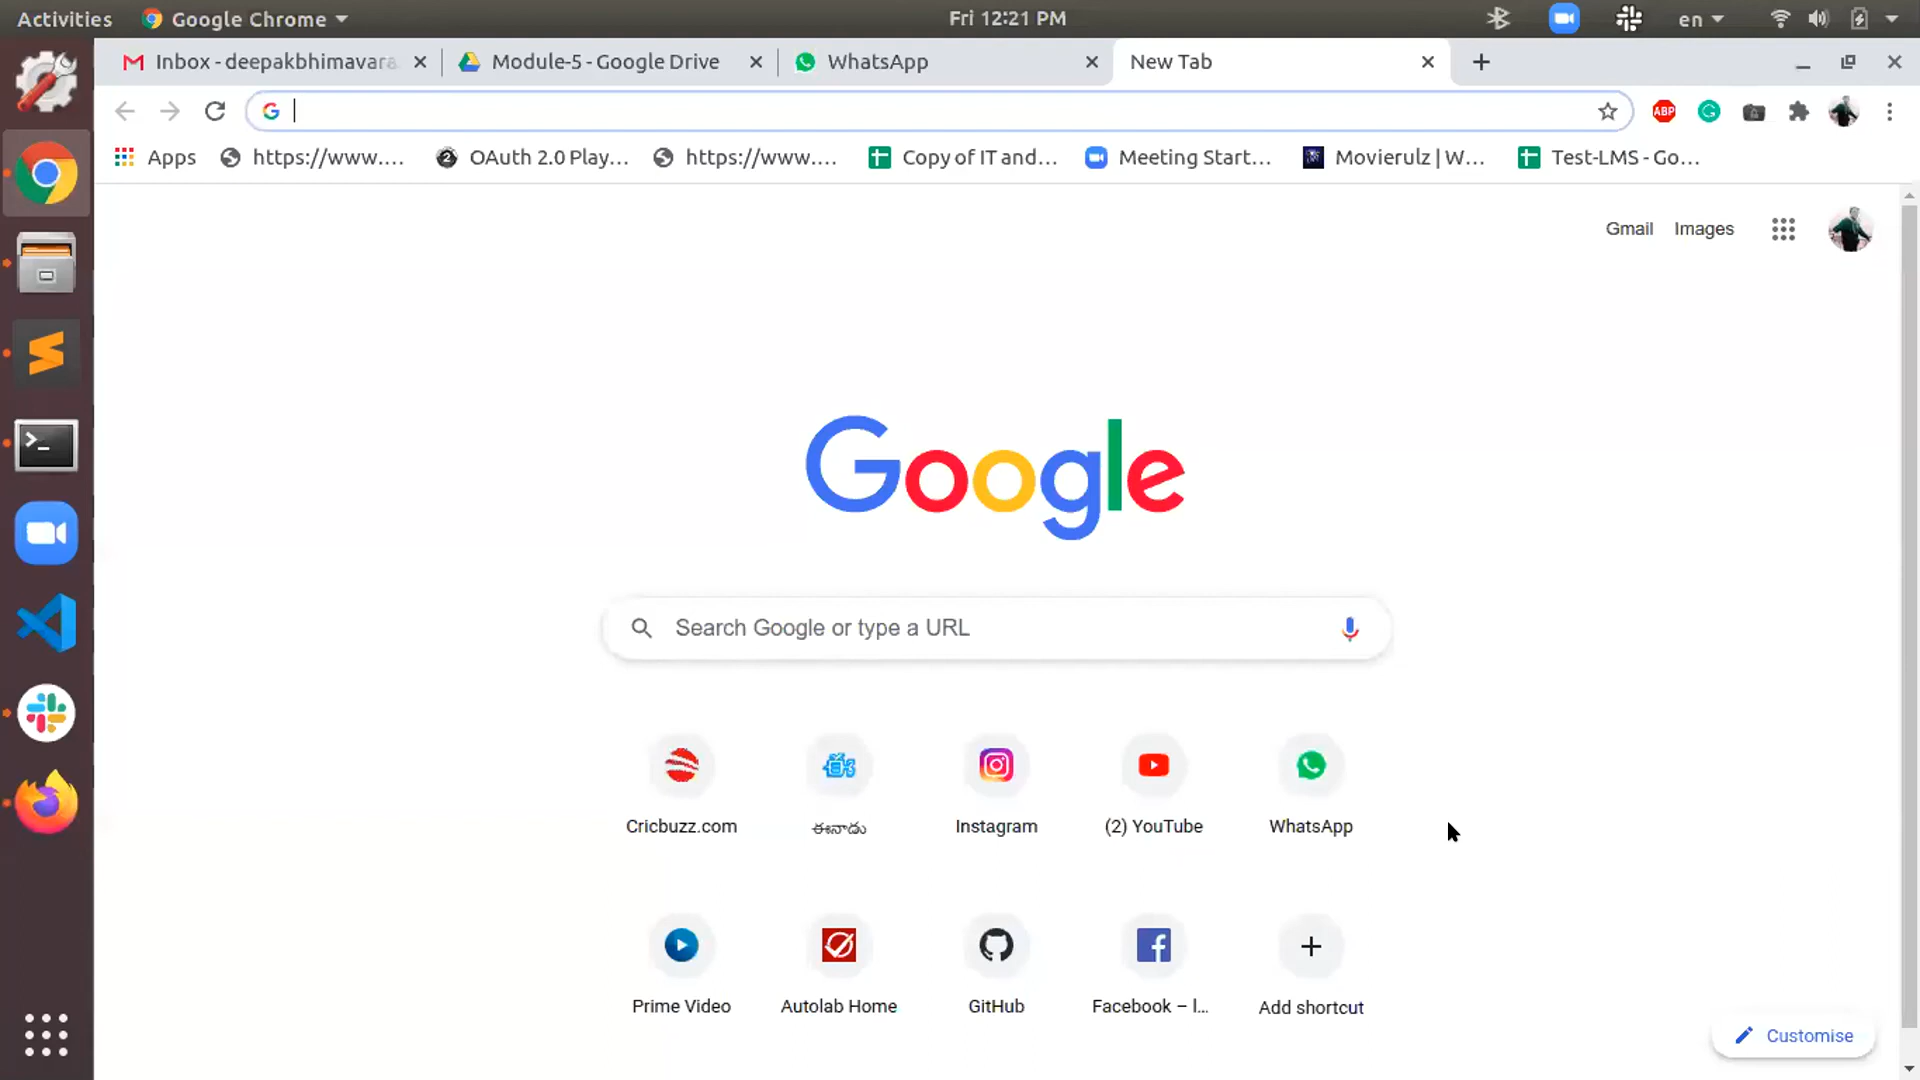 Activities Google Chrome Fri 12:21 PM en
Inbox - deepakbhimavara Module-5 - Google Drive WhatsApp New Tab
ABP
Apps https://www.... OAuth 2.0 Play... https://www.... Copy of IT and... Meeting Start... Movierulz | W... Test-LMS - Go...
Gmail Images
Google
Search Google or type a URL
Cricbuzz.com ఈనాడు Instagram (2) YouTube WhatsApp
Prime Video Autolab Home GitHub Facebook – l... Add shortcut
Customise